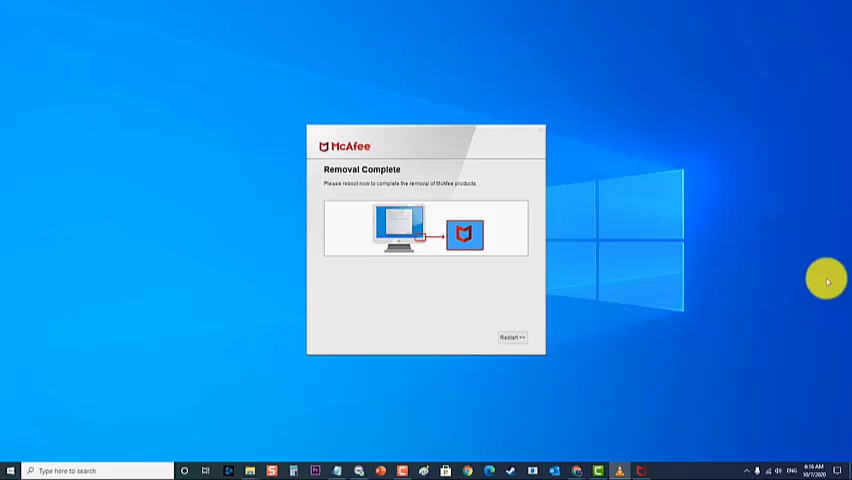 McAfee
Removal Complete
Please reboot now to complete the removal of McAfee products
Restart >>
Type here to search
ENG
6:16 AM
10/7/2020